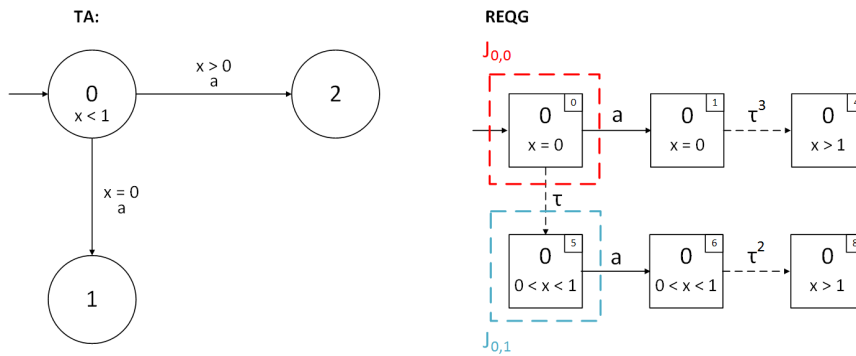 TA:
REQG
J0,0
x > 0
a
0
x < 1
2
0
0
x = 0
a
1
0
x = 0
τ3
4
0
x > 1
x = 0
a
τ
5
0
0 < x < 1
a
6
0
0 < x < 1
τ2
8
0
x > 1
1
J0,1